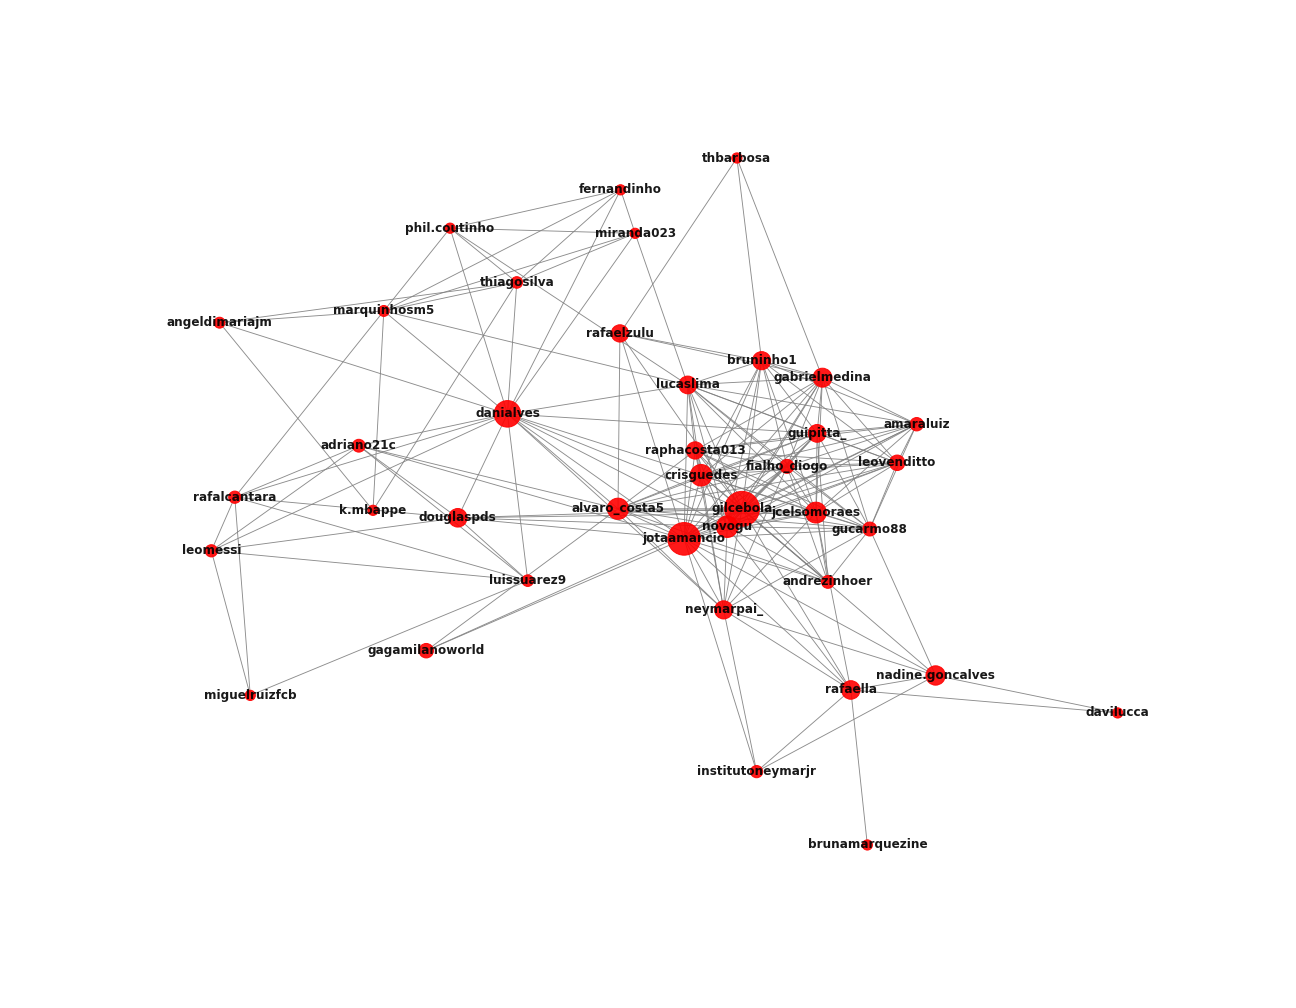 thbarbosa
fernandinho
phil.coutinho
miranda023
thiagosilva
marquinhosm5
angeldimariajm
rafaelzulu
bruninho1
gabrielmedina
lucaslima
danialves
amaraluiz
guipitta_
adriano21c
raphacosta013
leovenditto
fialho_diogo
crisguedes
rafalcantara
k.mbappe
alvaro_costa5
gilcebola
jcelsomoraes
douglaspds
novogu
gucarmo88
jotaamancio
leomessi
luissuarez9
andrezinhoer
neymarpai_
gagamilanoworld
nadine.goncalves
rafaella
miguelruizfcb
davilucca
institutoneymarjr
brunamarquezine